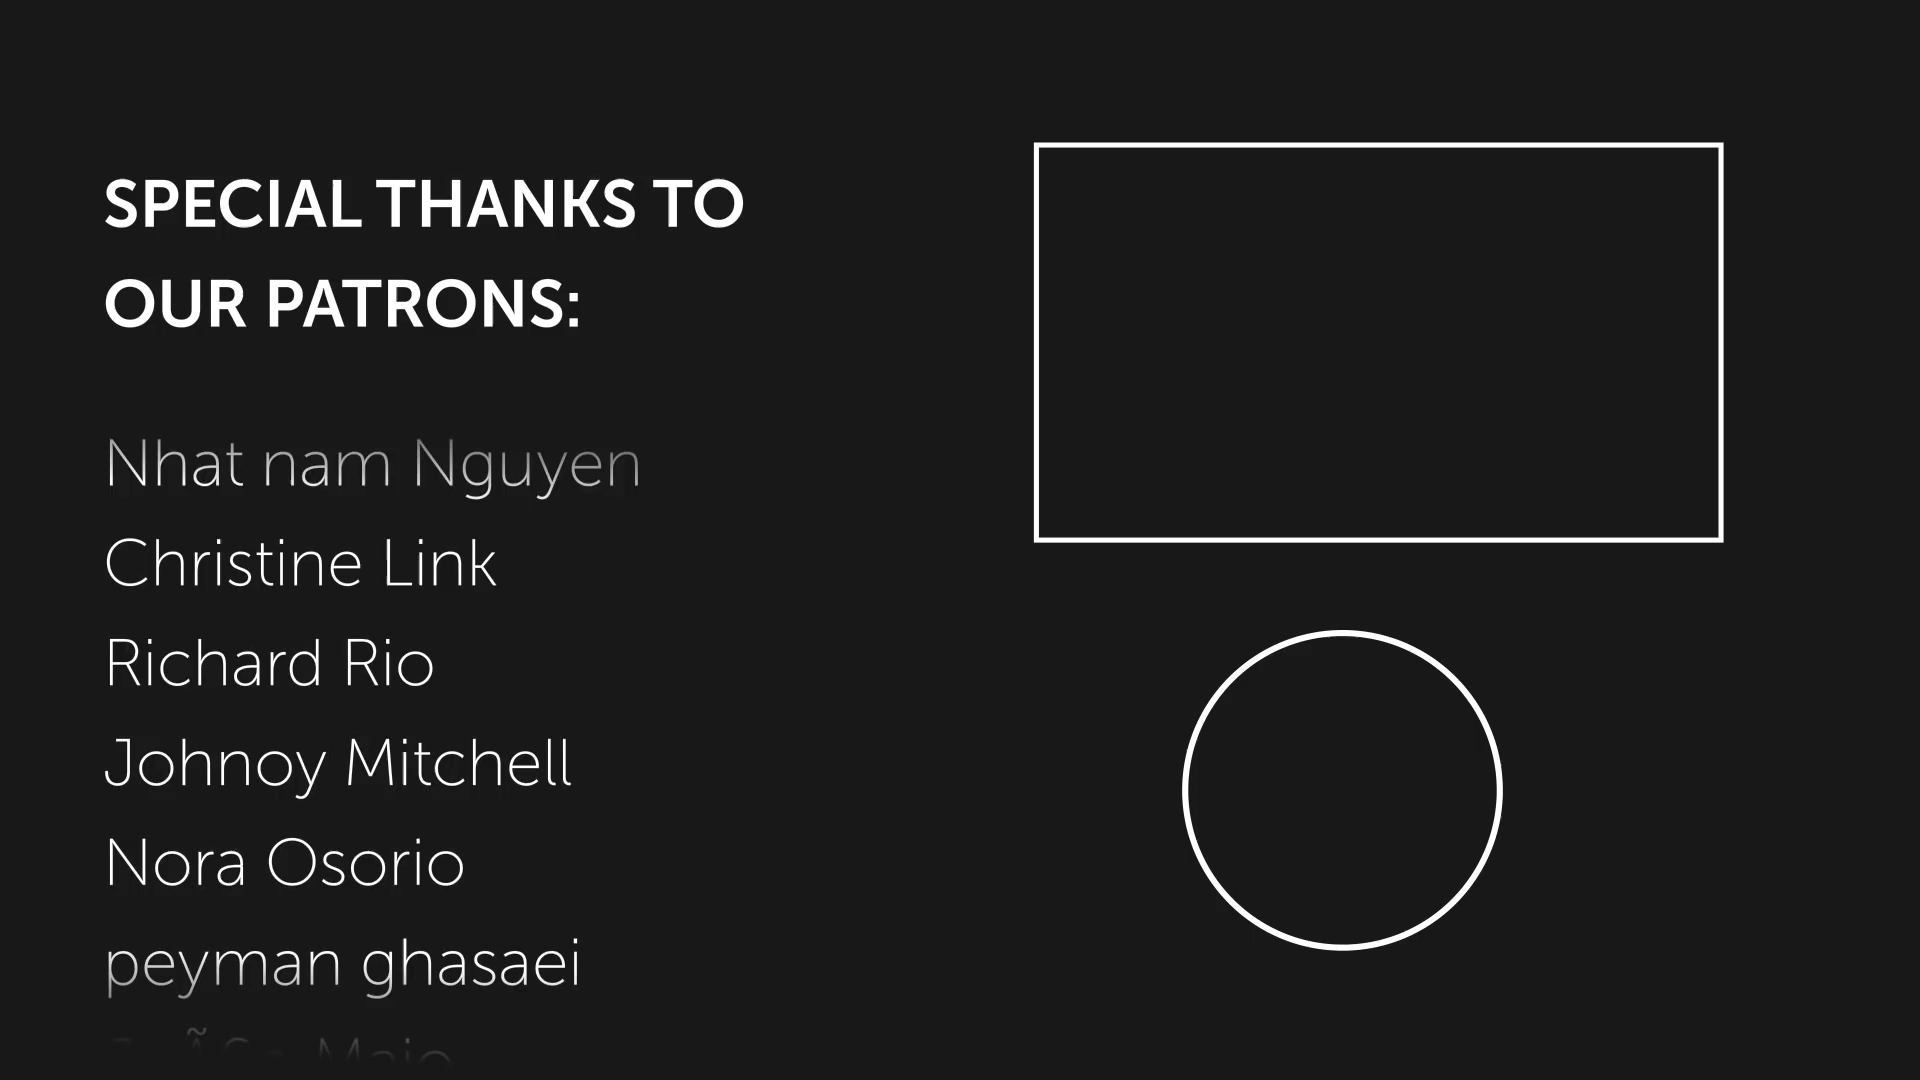 SPECIAL THANKS TO
OUR PATRONS:
Nhat nam Nguyen
Christine Link
Richard Rio
Johnoy Mitchell
Nora Osorio
peyman ghasaei